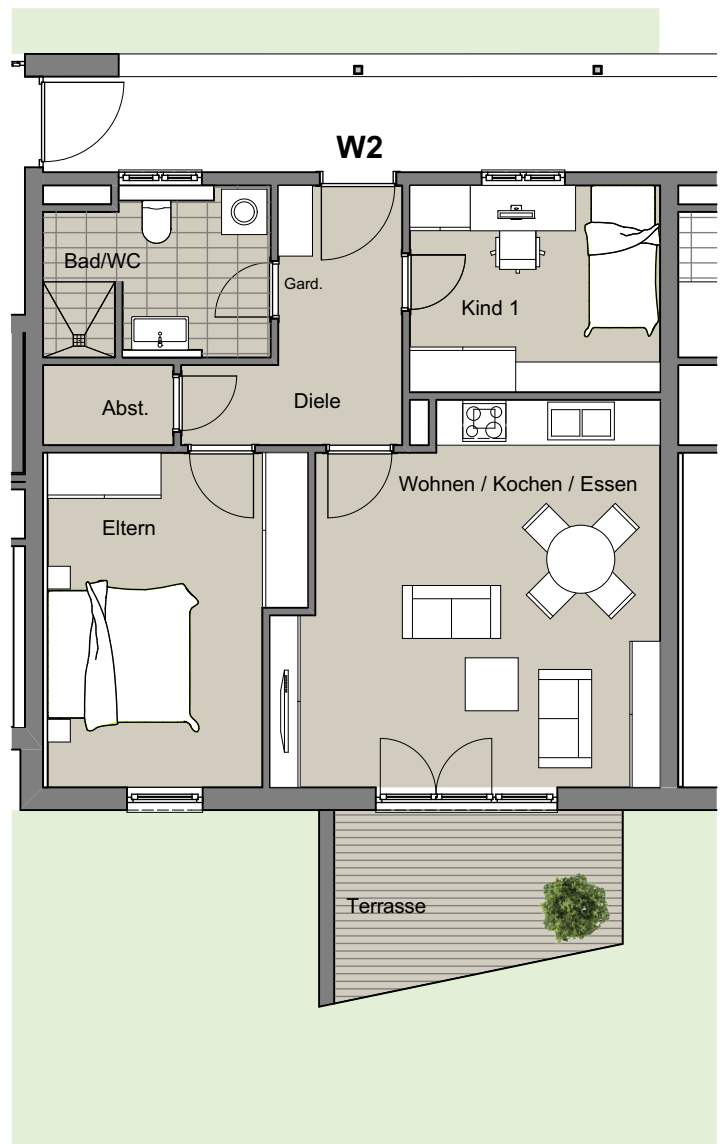 W2
Bad/WC
Gard.
Kind 1
Abst.
Diele
Wohnen / Kochen / Essen
Eltern
Terrasse